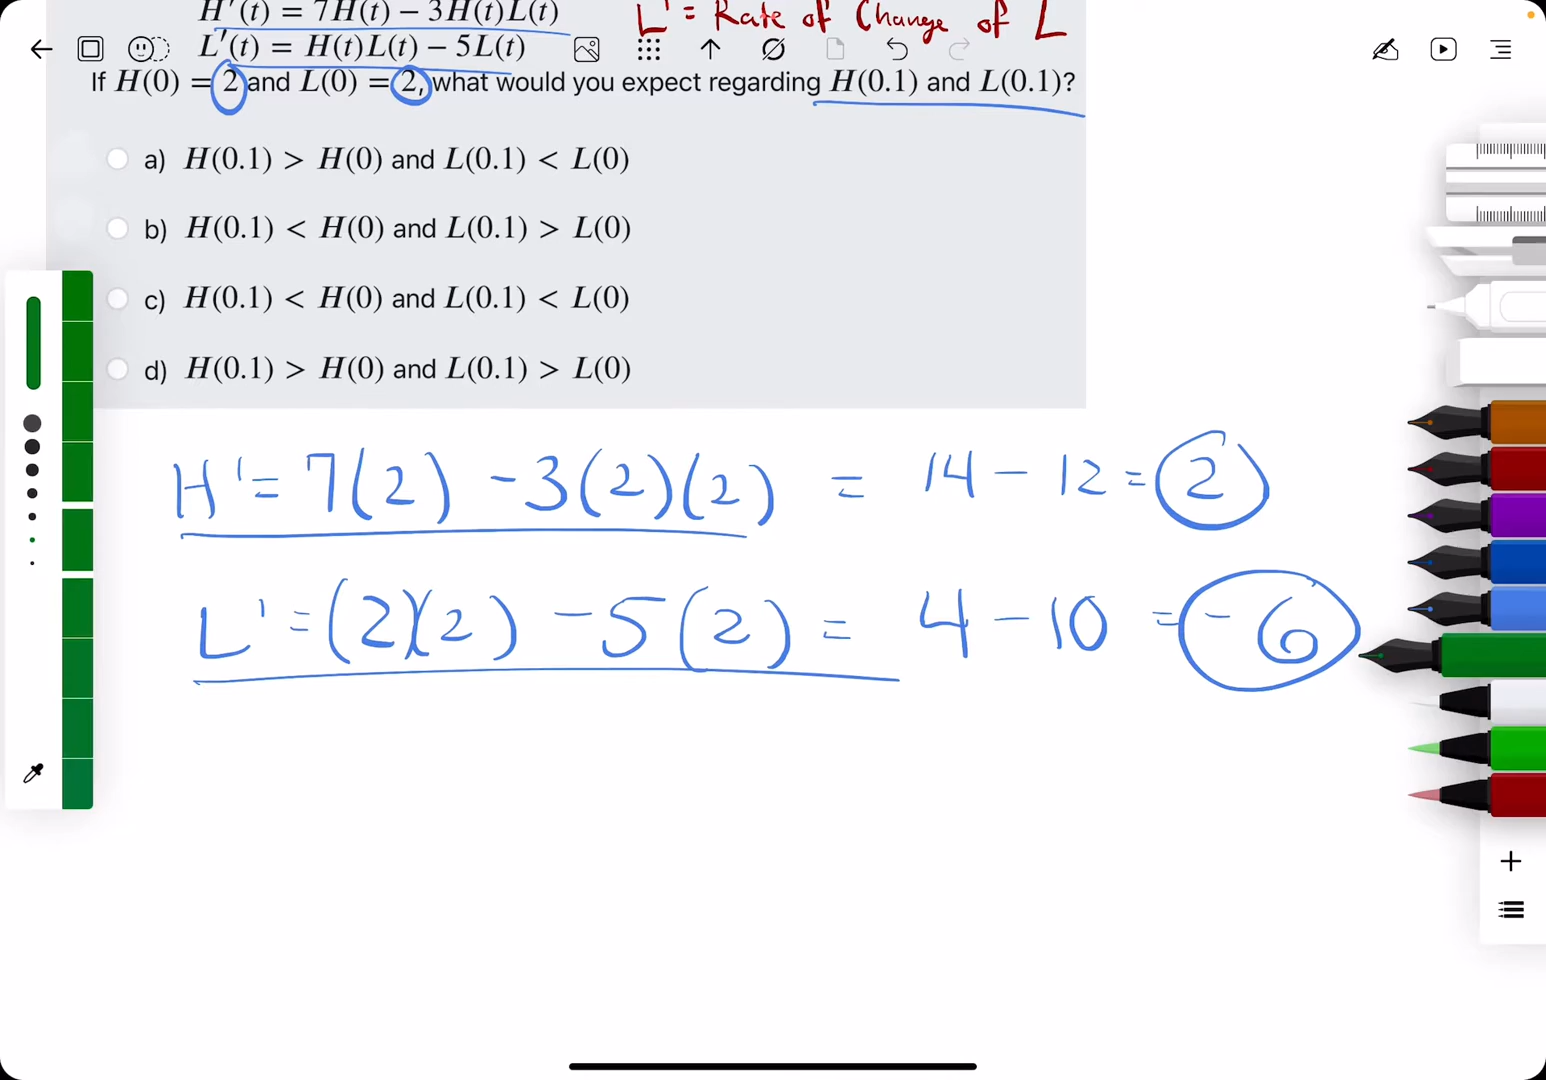 H′(t) = 7H(t) − 3H(t)L(t)
L' = Rate of Change of L
L′(t) = H(t)L(t) − 5L(t)
If H(0) = 2 and L(0) = 2, what would you expect regarding H(0.1) and L(0.1)?
a) H(0.1) > H(0) and L(0.1) < L(0)
b) H(0.1) < H(0) and L(0.1) > L(0)
c) H(0.1) < H(0) and L(0.1) < L(0)
d) H(0.1) > H(0) and L(0.1) > L(0)
H' = 7(2) - 3(2)(2) = 14 - 12 = 2
L' = (2)(2) - 5(2) = 4 - 10 = -6